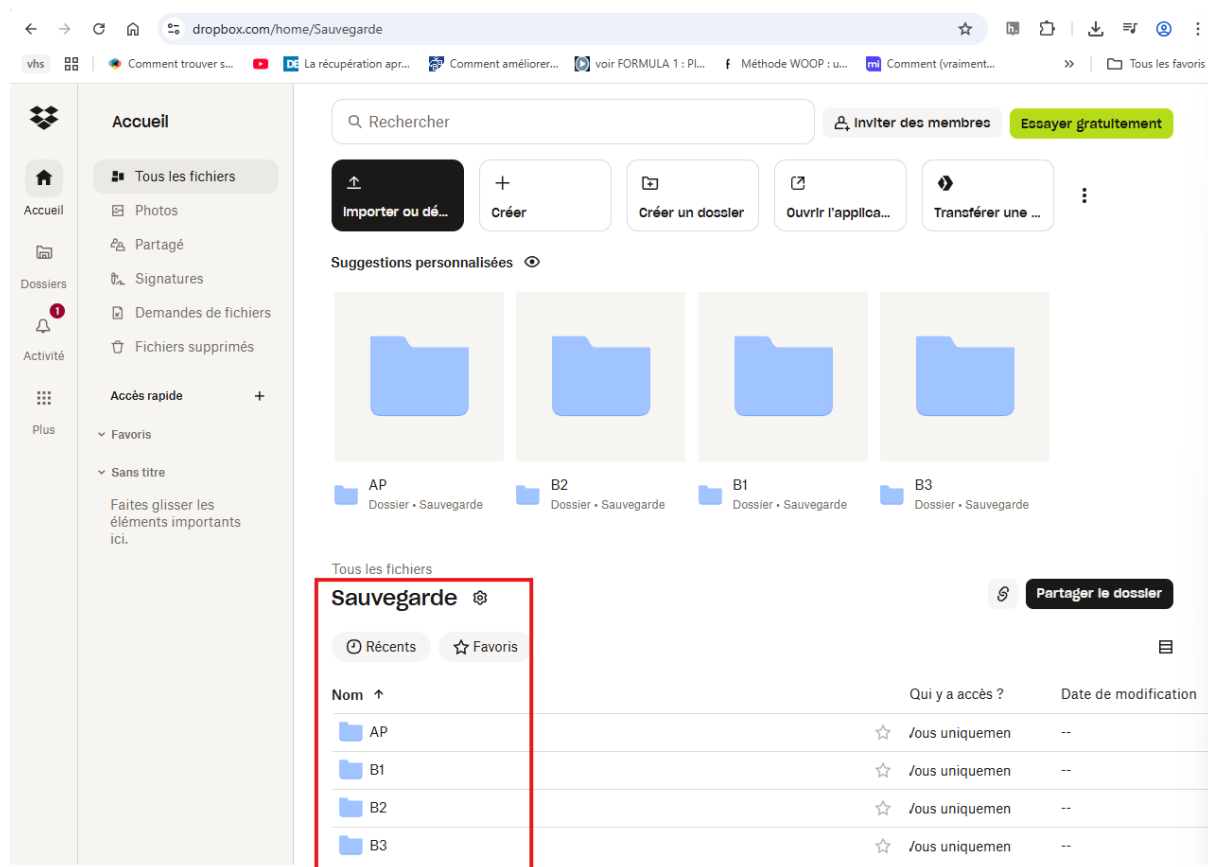 dropbox.com/home/Sauvegarde
vhs
Comment trouver s...
La récupération apr...
Comment améliorer...
voir FORMULA 1 : Pl...
Méthode WOOP : u...
Comment (vraiment...
Tous les favoris
Accueil
Dossiers
1
Activité
Plus
Accueil
Tous les fichiers
Photos
Partagé
Signatures
Demandes de fichiers
Fichiers supprimés
Accès rapide
Favoris
Sans titre
Faites glisser les
éléments importants
ici.
Rechercher
Inviter des membres
Essayer gratuitement
Importer ou dé...
Créer
Créer un dossier
Ouvrir l'applica...
Transférer une ...
Suggestions personnalisées
AP
Dossier • Sauvegarde
B2
Dossier • Sauvegarde
B1
Dossier • Sauvegarde
B3
Dossier • Sauvegarde
Tous les fichiers
Sauvegarde
Partager le dossier
Récents
Favoris
Nom ↑ Qui y a accès ? Date de modification
AP /ous uniquemen --
B1 /ous uniquemen --
B2 /ous uniquemen --
B3 /ous uniquemen --